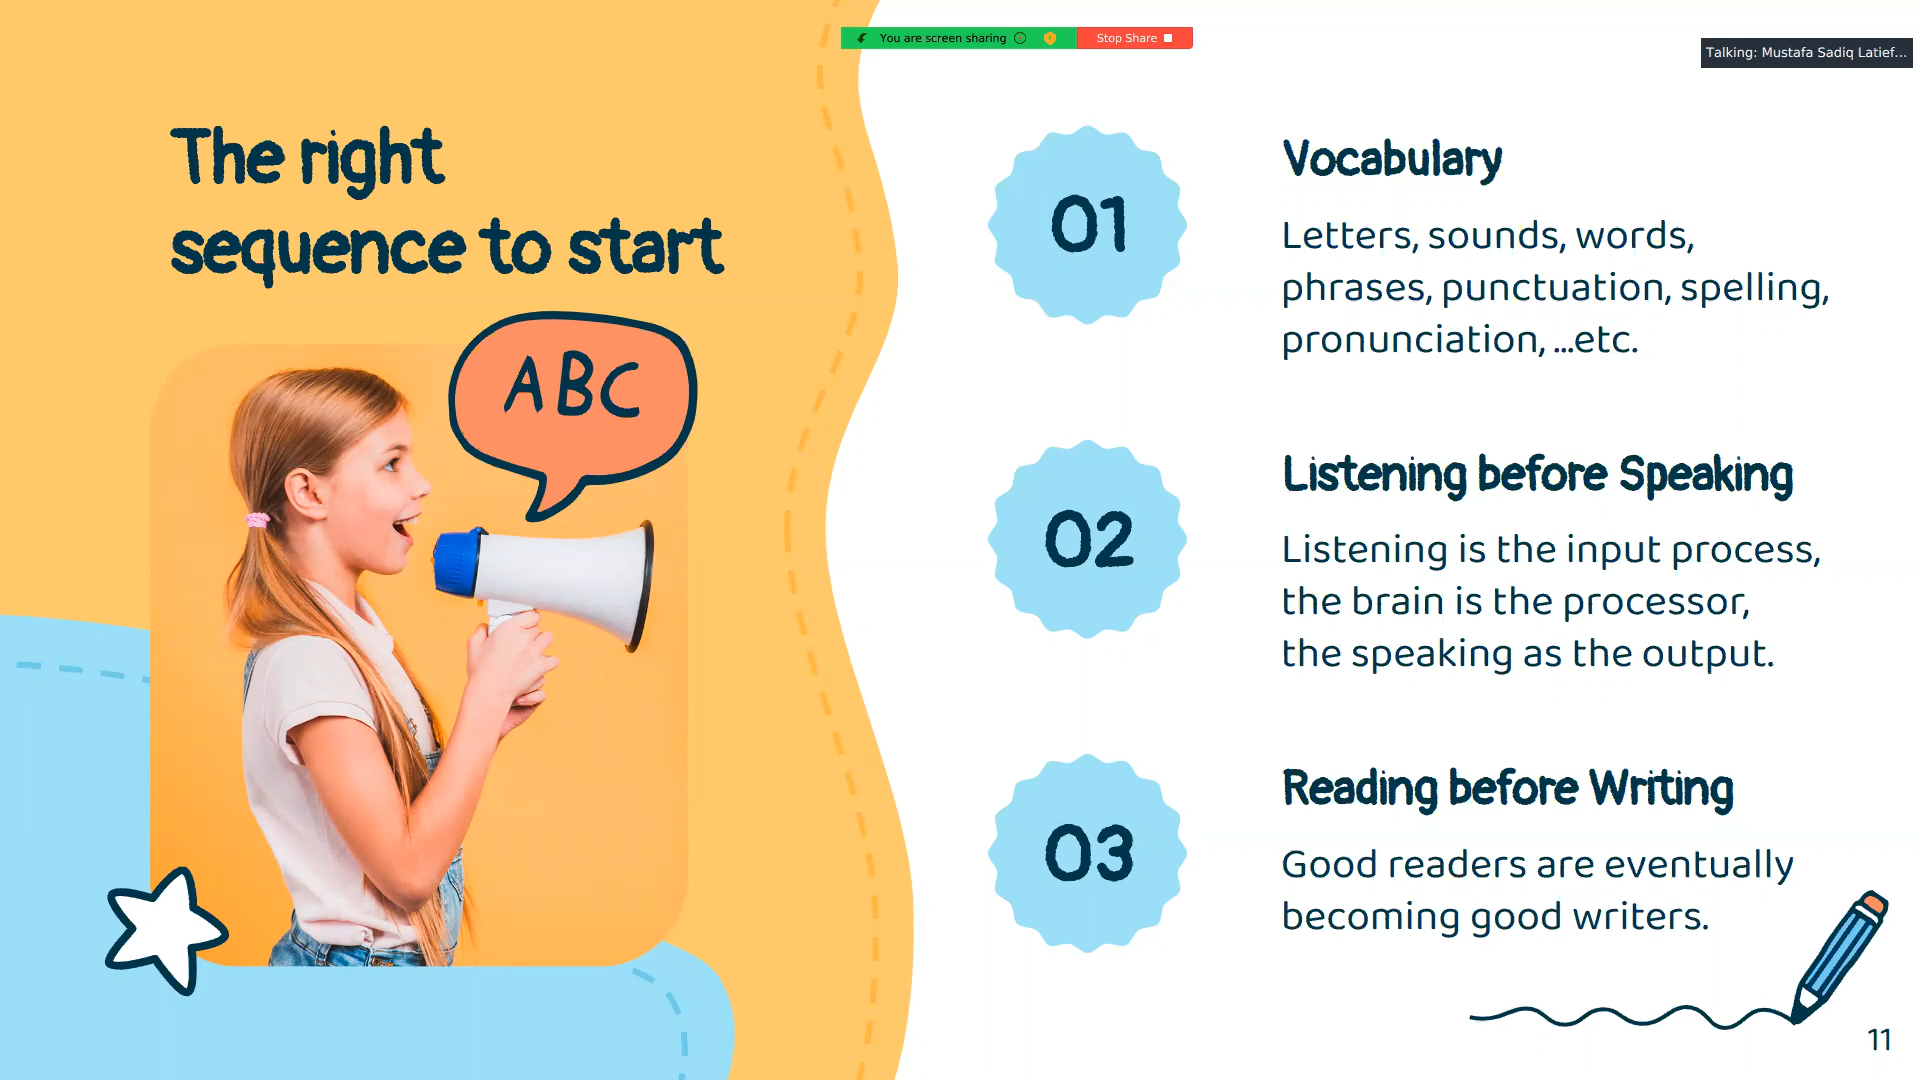 You are screen sharing
Stop Share
Talking: Mustafa Sadiq Latief...
The right
sequence to start
ABC
01
Vocabulary
Letters, sounds, words,
phrases, punctuation, spelling,
pronunciation, ...etc.
02
Listening before Speaking
Listening is the input process,
the brain is the processor,
the speaking as the output.
03
Reading before Writing
Good readers are eventually
becoming good writers.
11